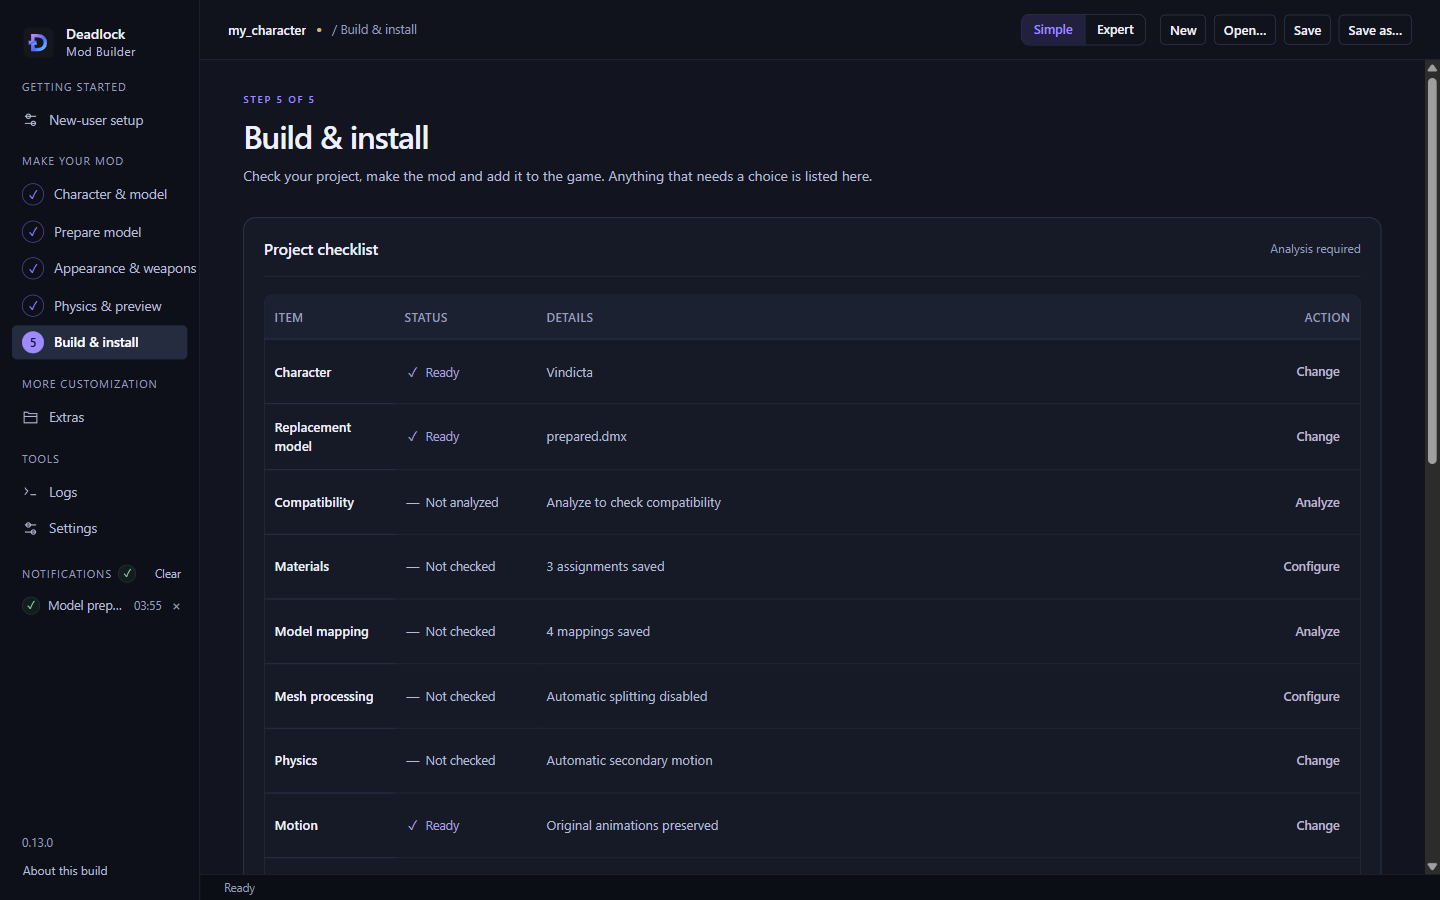 Deadlock
Mod Builder
GETTING STARTED
New-user setup
MAKE YOUR MOD
Character & model
Prepare model
Appearance & weapons
Physics & preview
5 Build & install
MORE CUSTOMIZATION
Extras
TOOLS
Logs
Settings
NOTIFICATIONS Clear
Model prep... 03:55 ×
0.13.0
About this build
my_character • / Build & install
Simple Expert New Open... Save Save as...
STEP 5 OF 5
Build & install
Check your project, make the mod and add it to the game. Anything that needs a choice is listed here.
Project checklist Analysis required
ITEM STATUS DETAILS ACTION
Character ✓ Ready Vindicta Change
Replacement
model ✓ Ready prepared.dmx Change
Compatibility — Not analyzed Analyze to check compatibility Analyze
Materials — Not checked 3 assignments saved Configure
Model mapping — Not checked 4 mappings saved Analyze
Mesh processing — Not checked Automatic splitting disabled Configure
Physics — Not checked Automatic secondary motion Change
Motion ✓ Ready Original animations preserved Change
Ready